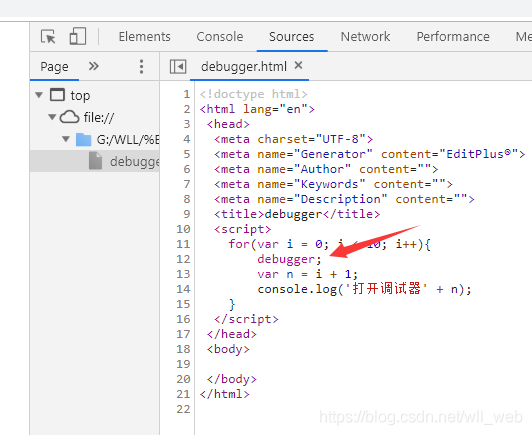 Elements Sources Network Performance
Page » debugger.html ×
top
file://
G:/WLL/%E
debugge
1 <!doctype html>
2 <html lang="en">
3 <head>
4 <meta charset="UTF-8">
5 <meta name="Generator" content="EditPlus®">
6 <meta name="Author" content="">
7 <meta name="Keywords" content="">
8 <meta name="Description" content="">
9 <title>debugger</title>
10 <script>
11 for(var i = 0; i < 10; i++){
12 debugger;
13 var n = i + 1;
14 console.log('打开调试器' + n);
15 }
16 </script>
17 </head>
18 <body>
19
20 </body>
21 </html>
22
https://blog.csdn.net/wll_web